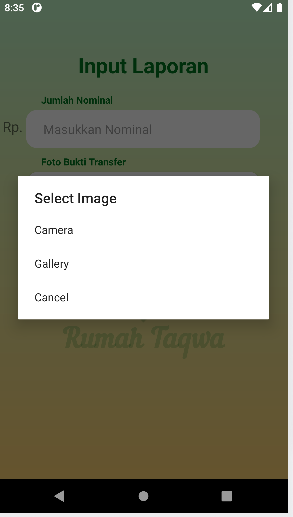 8:35
Input Laporan
Jumlah Nominal
Rp. Masukkan Nominal
Foto Bukti Transfer
Select Image
Camera
Gallery
Cancel
Rumah Taqwa